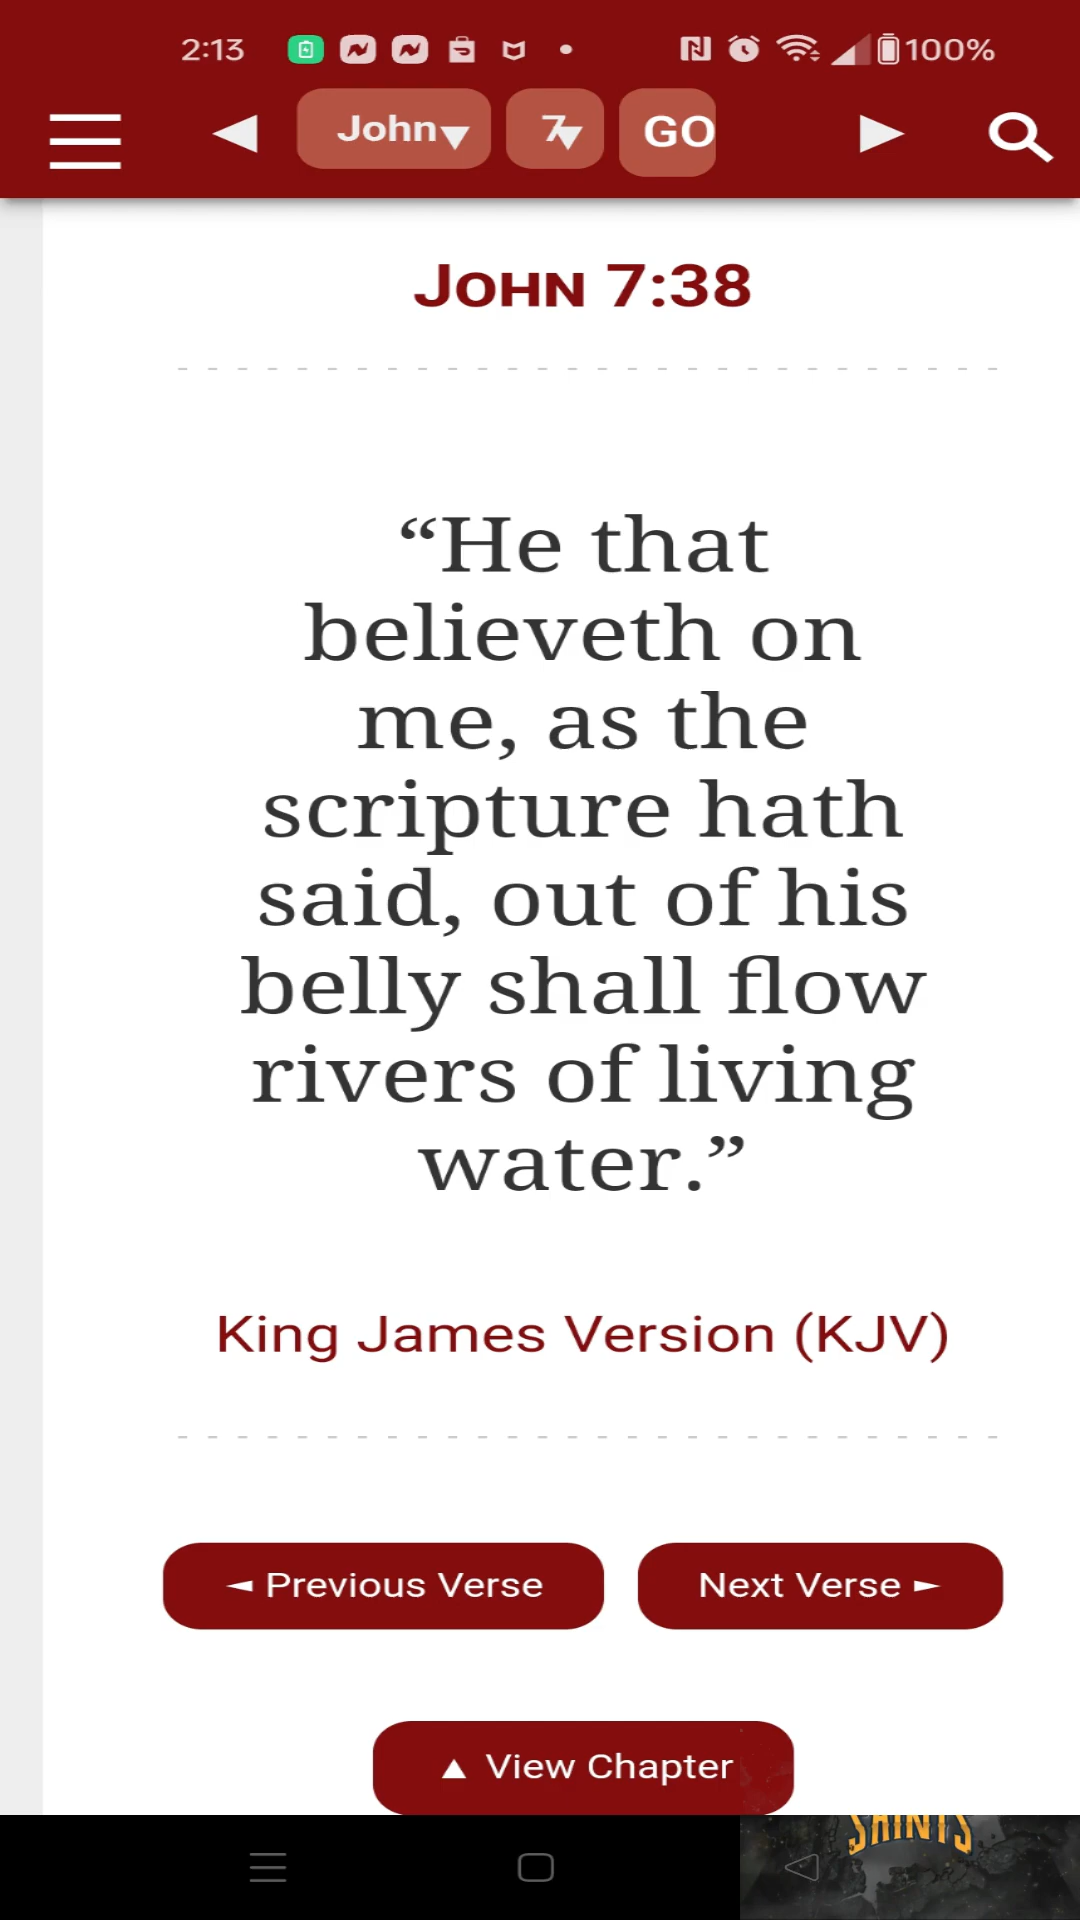 2:13 100%
John 7 GO
JOHN 7:38
“He that
believeth on
me, as the
scripture hath
said, out of his
belly shall flow
rivers of living
water.”
King James Version (KJV)
◄ Previous Verse Next Verse ►
▲ View Chapter
SAINTS